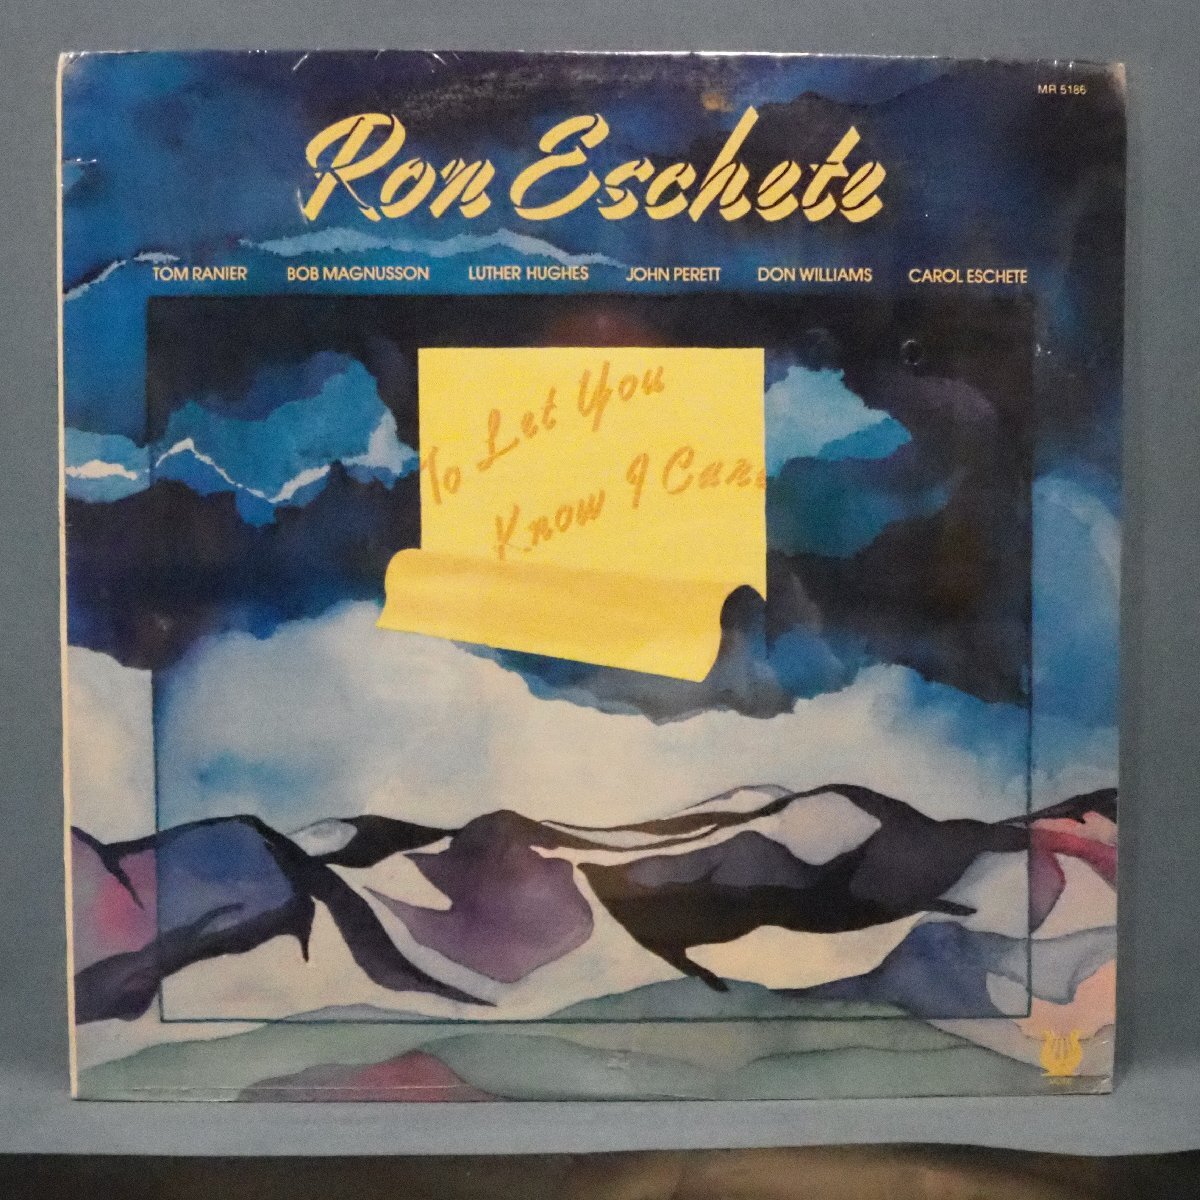 MR 5186
Ron Eschete
TOM RANIER BOB MAGNUSSON LUTHER HUGHES JOHN PERETT DON WILLIAMS CAROL ESCHETE
To Let You
Know I Care